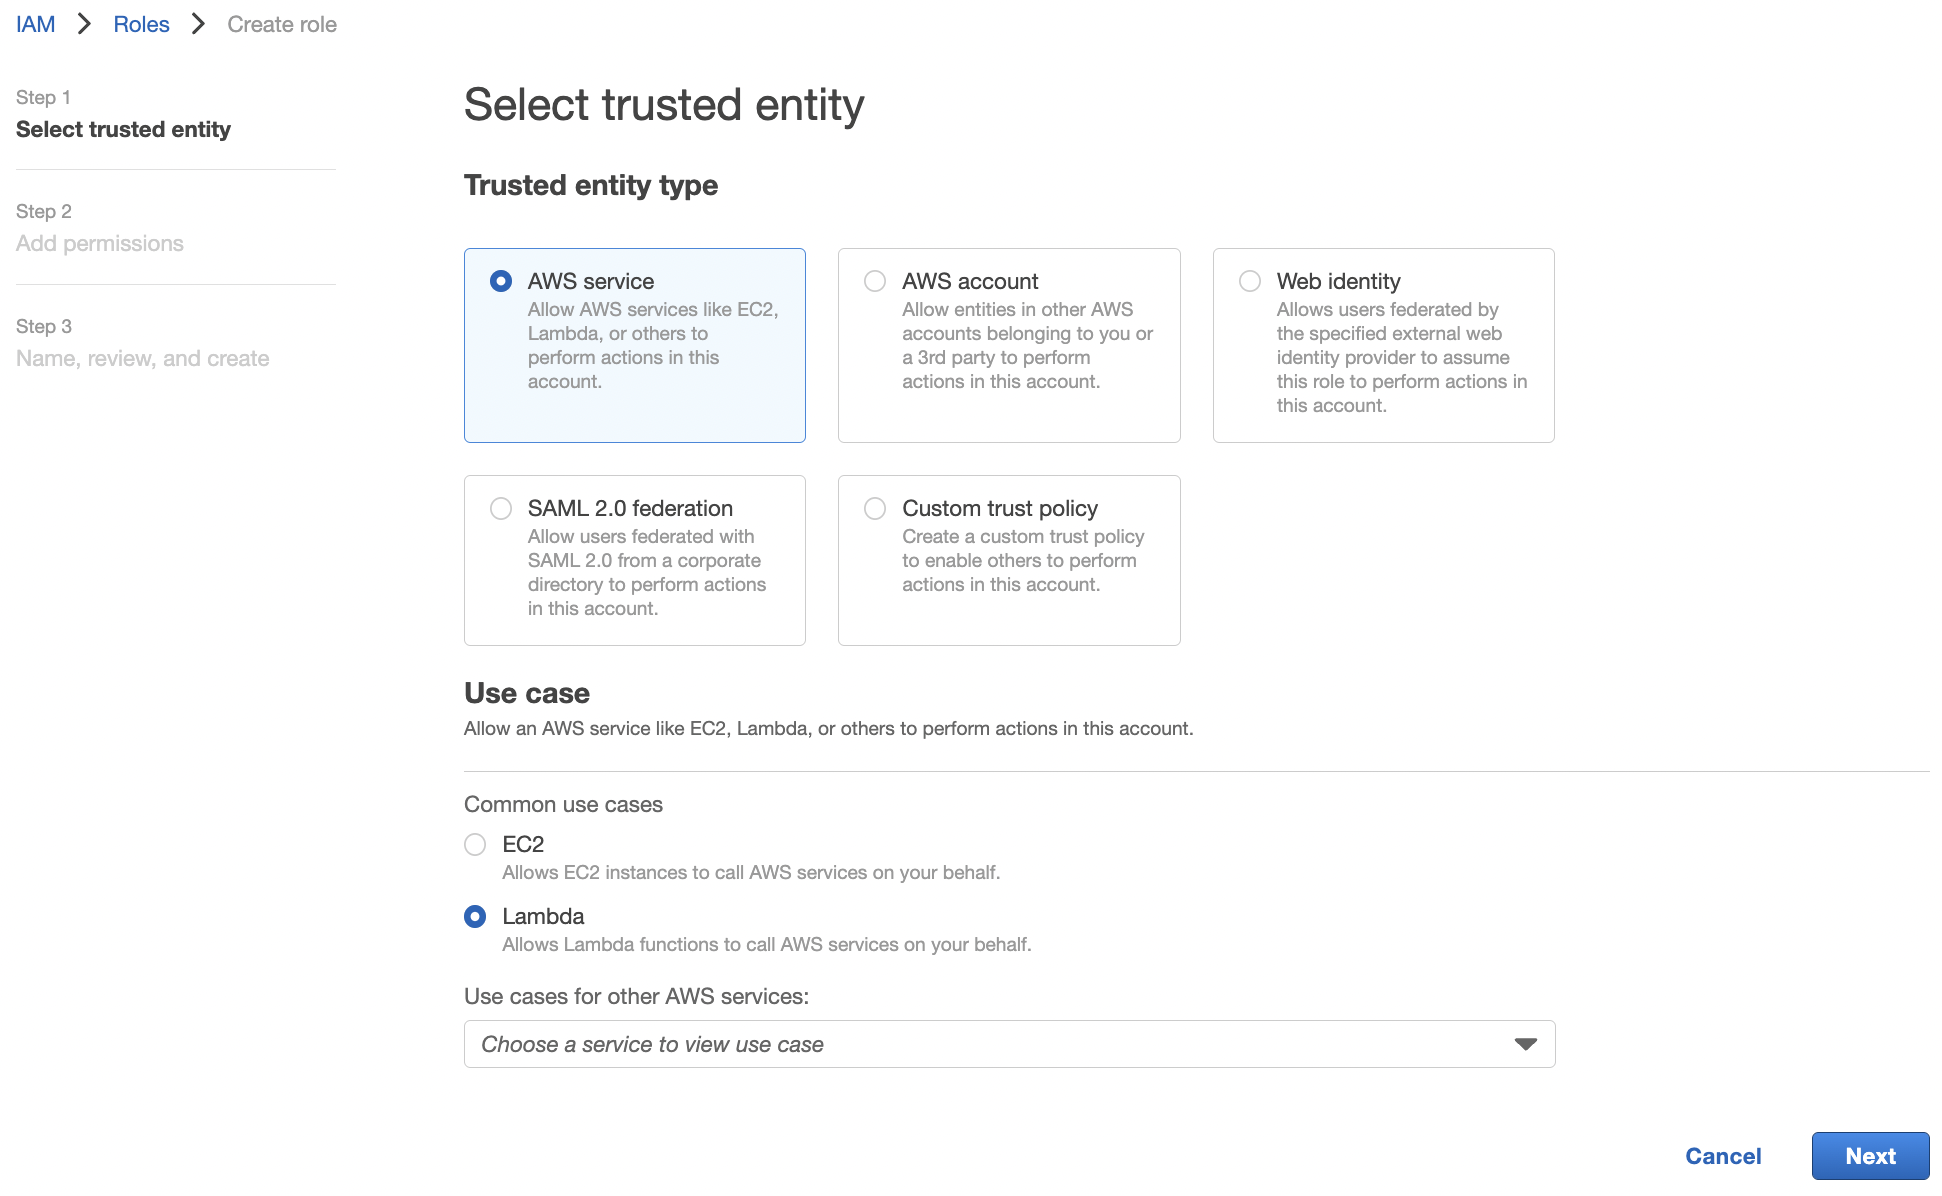 IAM > Roles > Create role
Step 1
Select trusted entity
Step 2
Add permissions
Step 3
Name, review, and create
Select trusted entity
Trusted entity type
AWS service
Allow AWS services like EC2,
Lambda, or others to
perform actions in this
account.
AWS account
Allow entities in other AWS
accounts belonging to you or
a 3rd party to perform
actions in this account.
Web identity
Allows users federated by
the specified external web
identity provider to assume
this role to perform actions in
this account.
SAML 2.0 federation
Allow users federated with
SAML 2.0 from a corporate
directory to perform actions
in this account.
Custom trust policy
Create a custom trust policy
to enable others to perform
actions in this account.
Use case
Allow an AWS service like EC2, Lambda, or others to perform actions in this account.
Common use cases
EC2
Allows EC2 instances to call AWS services on your behalf.
Lambda
Allows Lambda functions to call AWS services on your behalf.
Use cases for other AWS services:
Choose a service to view use case
Cancel
Next